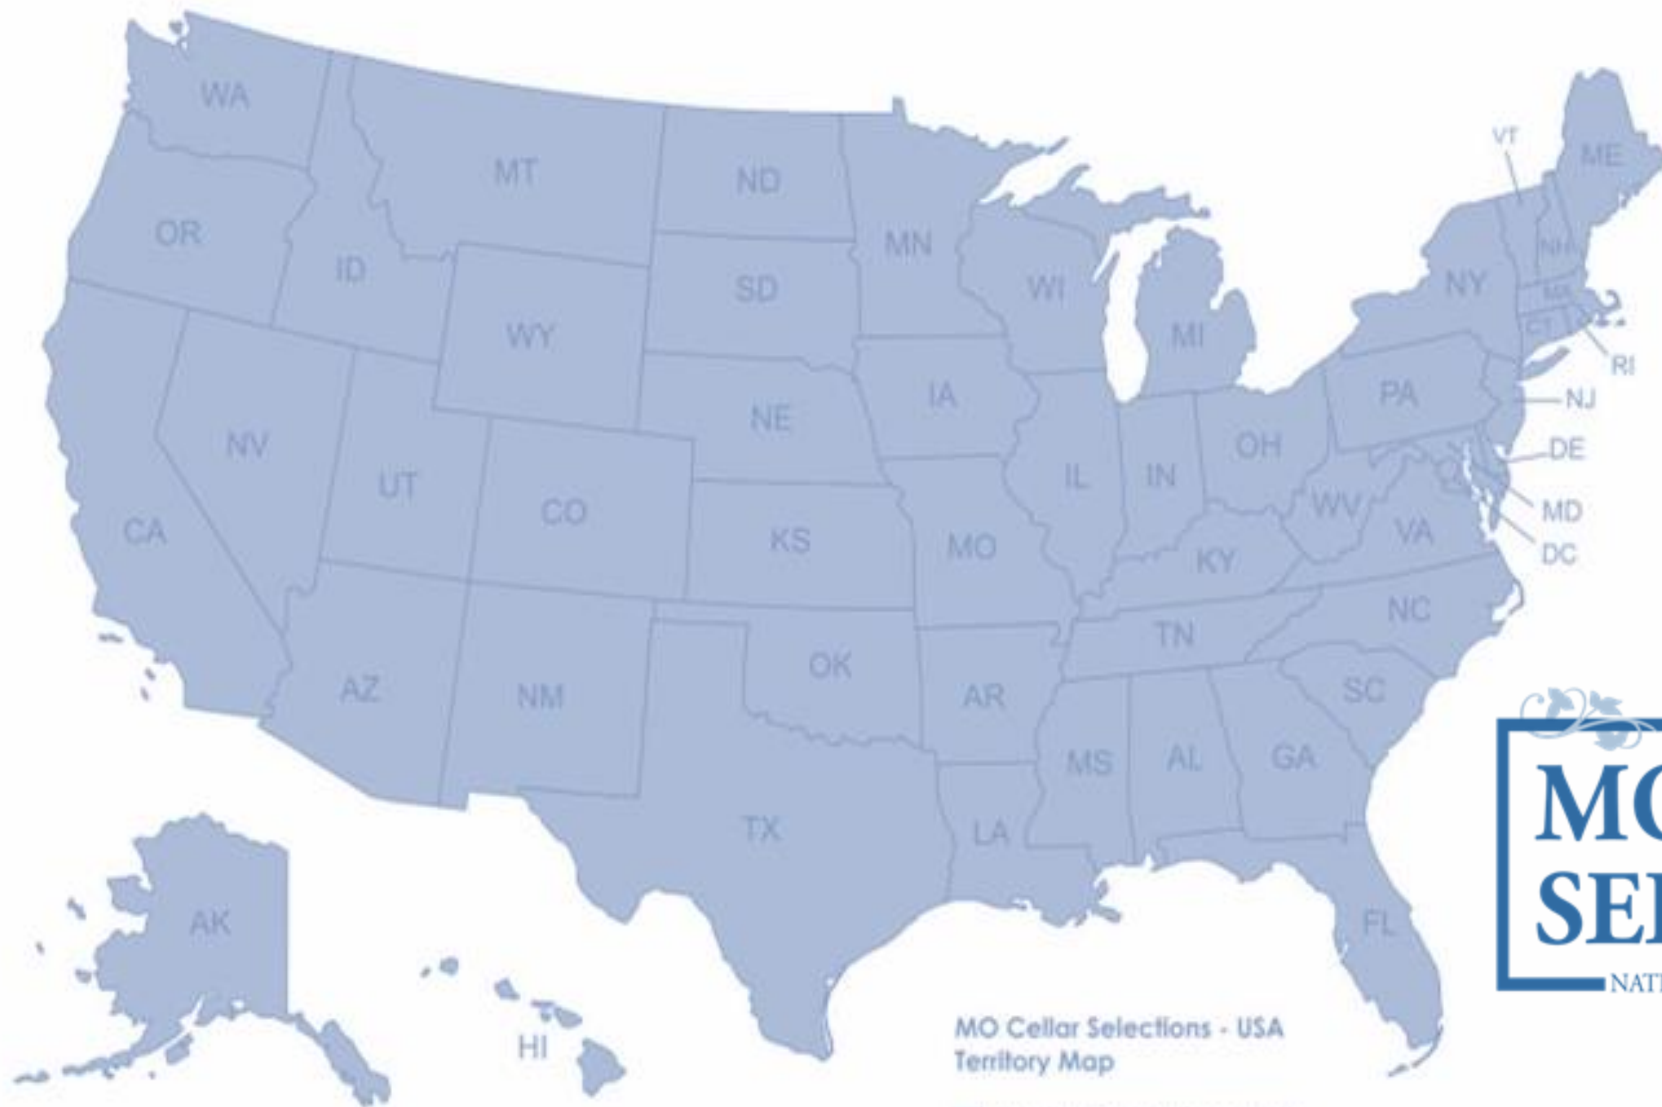 WA
MT
ND
MN
VT
ME
OR
ID
SD
WI
MI
NY
NH
MA
CT
RI
WY
IA
PA
NJ
NE
NV
UT
CO
KS
MO
IL
IN
OH
WV
VA
DE
MD
DC
CA
KY
NC
TN
AZ
NM
OK
AR
SC
MS
AL
GA
TX
LA
FL
AK
HI
MO Cellar Selections - USA
Territory Map
MO
SE
NAT